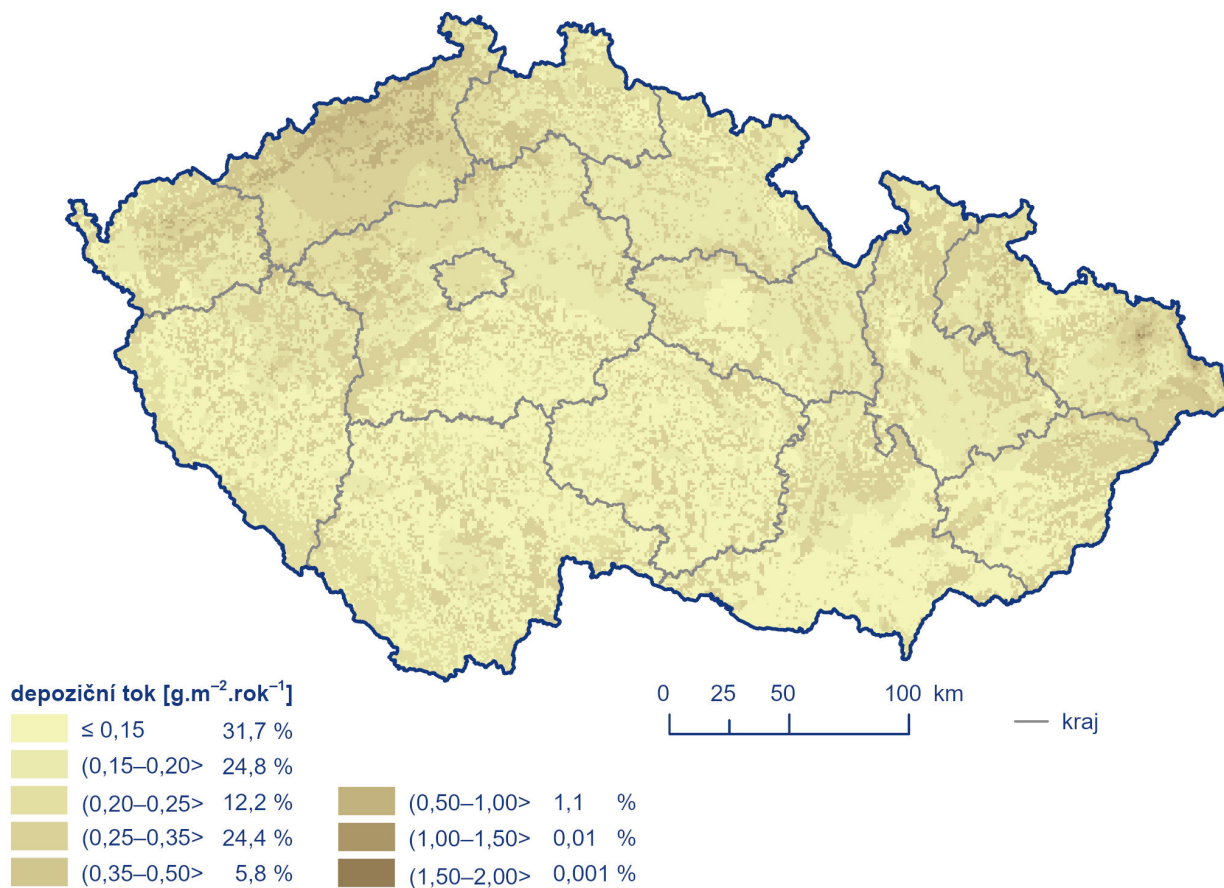 depoziční tok [g.m⁻².rok⁻¹]
≤ 0,15 31,7 %
(0,15–0,20> 24,8 %
(0,20–0,25> 12,2 %
(0,25–0,35> 24,4 %
(0,35–0,50> 5,8 %
(0,50–1,00> 1,1 %
(1,00–1,50> 0,01 %
(1,50–2,00> 0,001 %
0 25 50 100 km
kraj